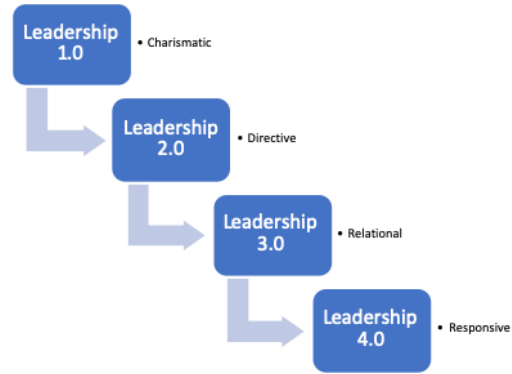 Leadership
1.0
• Charismatic
Leadership
2.0
• Directive
Leadership
3.0
• Relational
Leadership
4.0
• Responsive